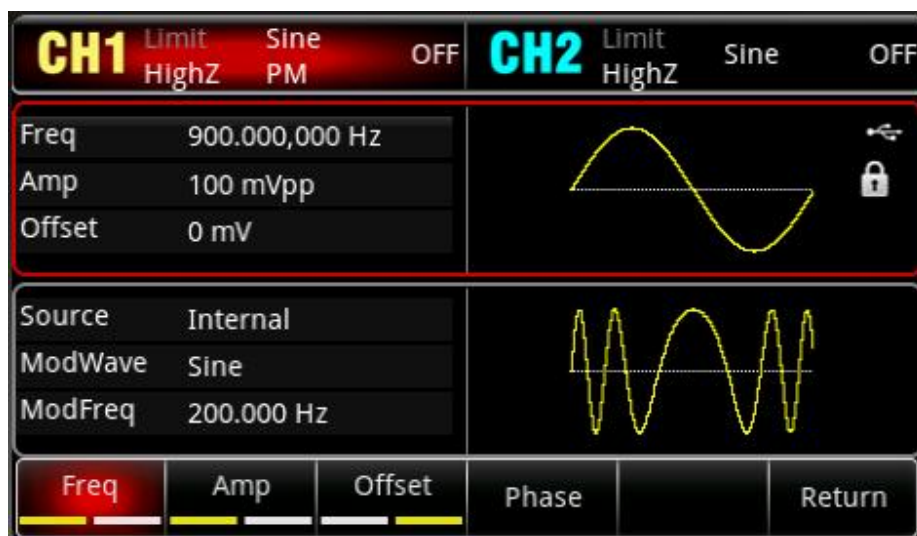 CH1 Limit Sine OFF CH2 Limit Sine OFF
HighZ PM HighZ
Freq 900.000,000 Hz
Amp 100 mVpp
Offset 0 mV
Source Internal
ModWave Sine
ModFreq 200.000 Hz
Freq Amp Offset Phase Return